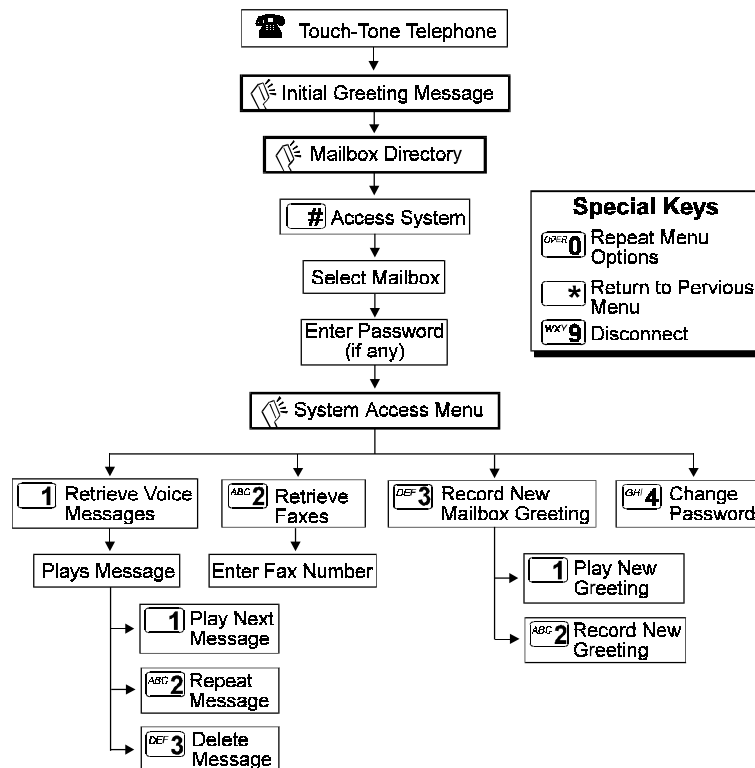 Touch-Tone Telephone
Initial Greeting Message
Mailbox Directory
# Access System
Select Mailbox
Enter Password
(if any)
System Access Menu
Special Keys
OPER 0 Repeat Menu
Options
* Return to Pervious
Menu
WXY 9 Disconnect
1 Retrieve Voice
Messages
ABC 2 Retrieve
Faxes
DEF 3 Record New
Mailbox Greeting
GHI 4 Change
Password
Plays Message
Enter Fax Number
1 Play Next
Message
ABC 2 Repeat
Message
DEF 3 Delete
Message
1 Play New
Greeting
ABC 2 Record New
Greeting